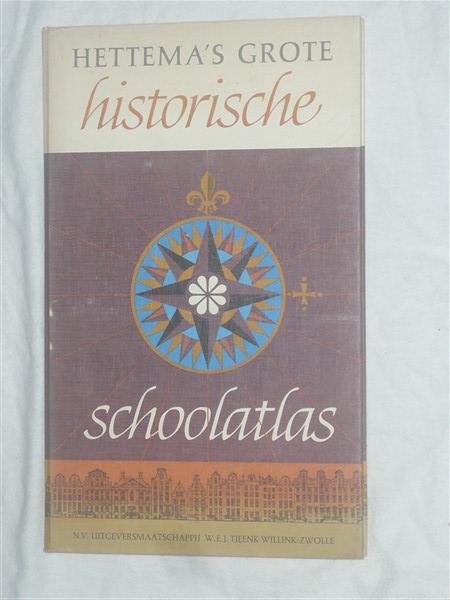 HETTEMA'S GROTE
historische
schoolatlas
N.V. UITGEVERSMAATSCHAPPIJ W.E.J. TJEENK WILLINK/ZWOLLE